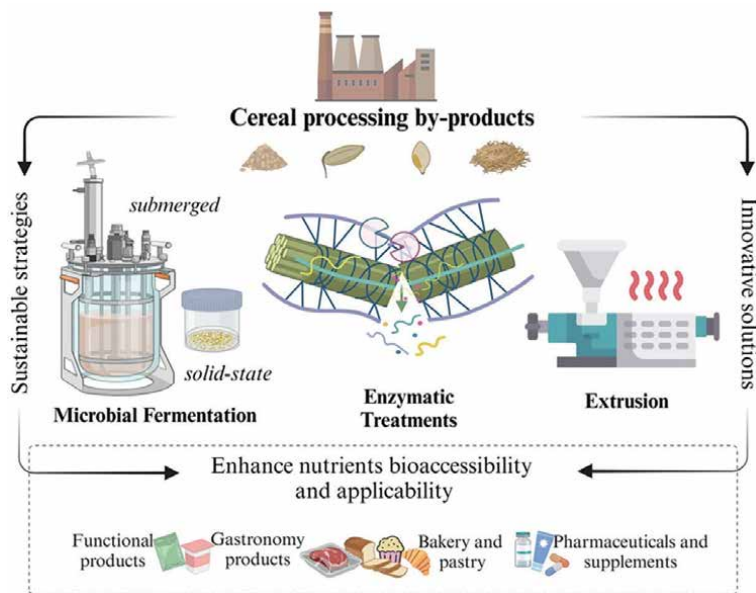 Cereal processing by-products
Sustainable strategies
submerged
solid-state
Microbial Fermentation
Enzymatic
Treatments
Extrusion
Innovative solutions
Enhance nutrients bioaccessibility
and applicability
Functional
products
Gastronomy
products
Bakery and
pastry
Pharmaceuticals and
supplements